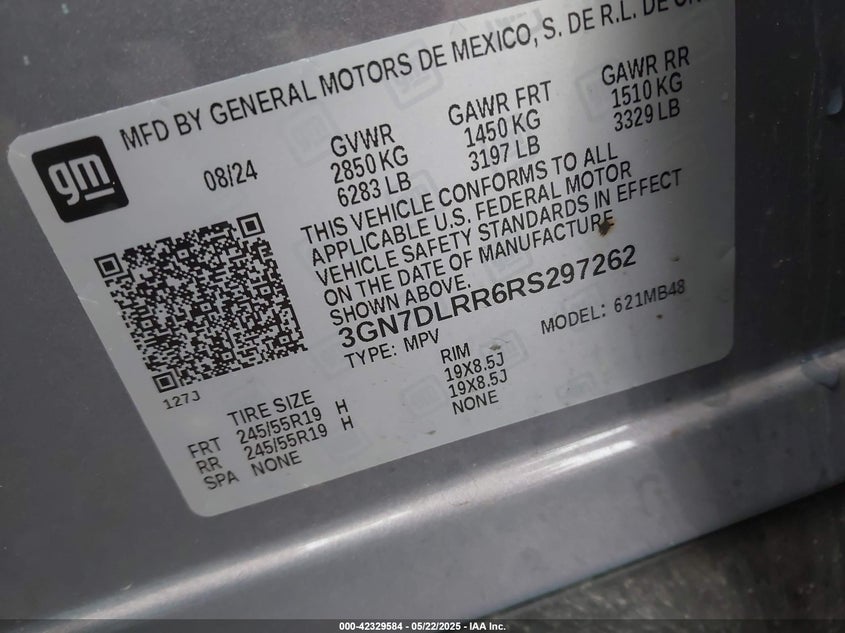 MFD BY GENERAL MOTORS DE MEXICO, S. DE R.L. DE
gm
08/24
GVWR
2850 KG
6283 LB
GAWR FRT
1450 KG
3197 LB
GAWR RR
1510 KG
3329 LB
THIS VEHICLE CONFORMS TO ALL
APPLICABLE U.S. FEDERAL MOTOR
VEHICLE SAFETY STANDARDS IN EFFECT
ON THE DATE OF MANUFACTURE
SHOWN ABOVE.
3GN7DLRR6RS297262
TYPE: MPV
MODEL: 621MB48
127J
TIRE SIZE
RIM
FRT 245/55R19 H 19X8.5J
RR 245/55R19 H 19X8.5J
SPA NONE NONE
000-42329584 - 05/22/2025 - IAA Inc.